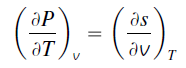 (∂P/∂T)_v = (∂s/∂v)_T